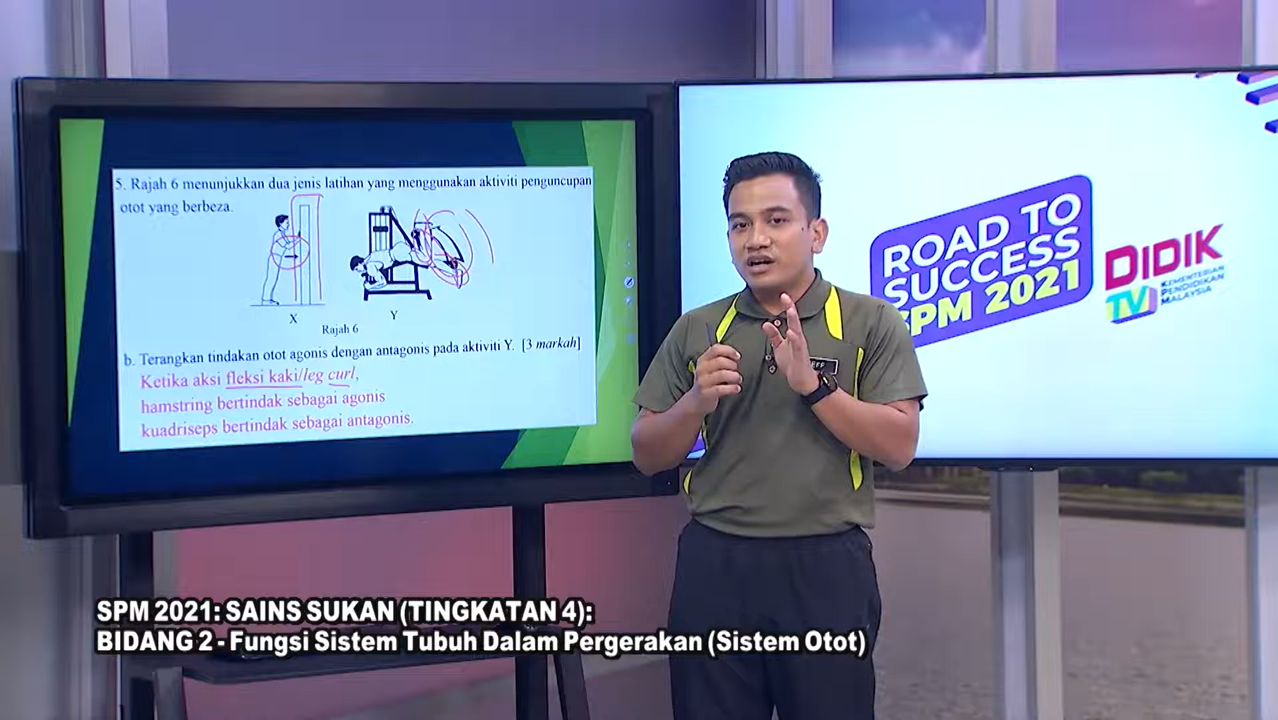 5. Rajah 6 menunjukkan dua jenis latihan yang menggunakan aktiviti penguncupan
otot yang berbeza.
X
Y
Rajah 6
b. Terangkan tindakan otot agonis dengan antagonis pada aktiviti Y. [3 markah]
Ketika aksi fleksi kaki/leg curl,
hamstring bertindak sebagai agonis
kuadriseps bertindak sebagai antagonis.
ROAD TO
SUCCESS
SPM 2021
DIDIK
TV
KEMENTERIAN
PENDIDIKAN
MALAYSIA
SPM 2021: SAINS SUKAN (TINGKATAN 4):
BIDANG 2 - Fungsi Sistem Tubuh Dalam Pergerakan (Sistem Otot)